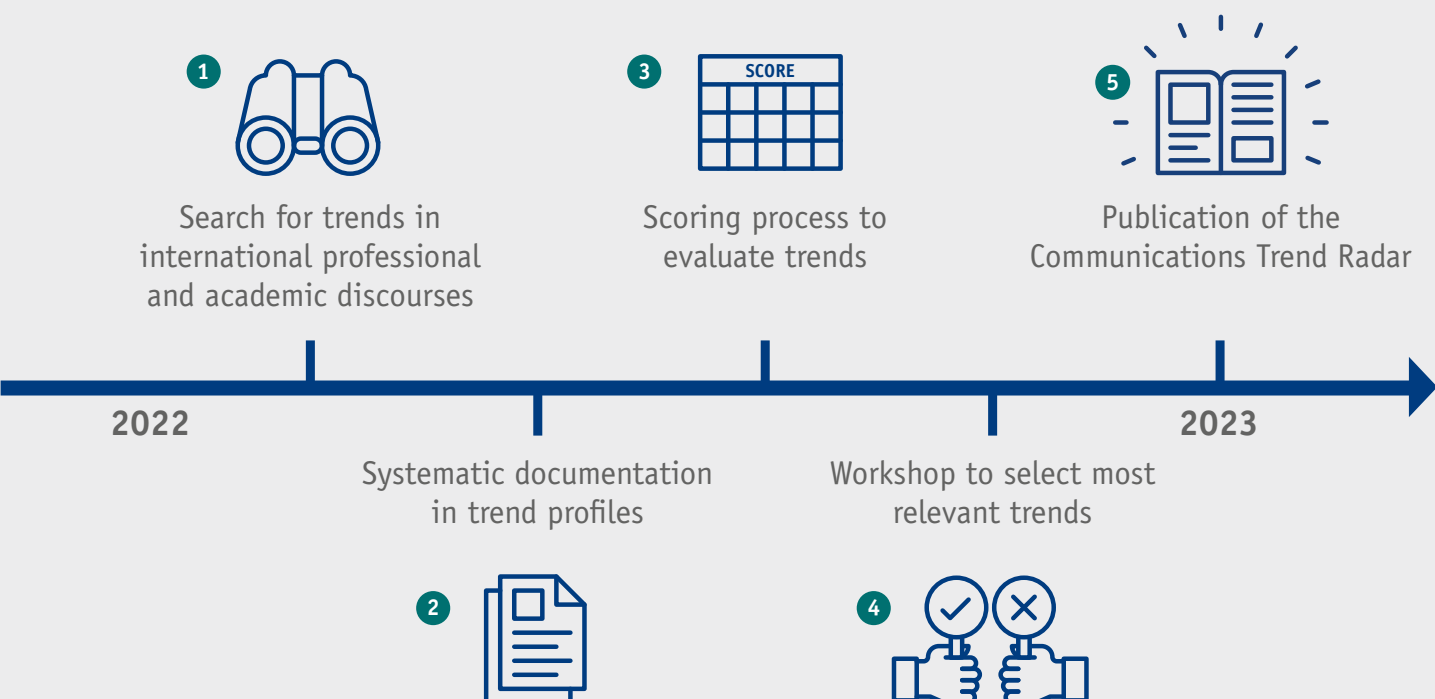 1
Search for trends in
international professional
and academic discourses
3
SCORE
Scoring process to
evaluate trends
5
Publication of the
Communications Trend Radar
2022
2023
Systematic documentation
in trend profiles
2
Workshop to select most
relevant trends
4